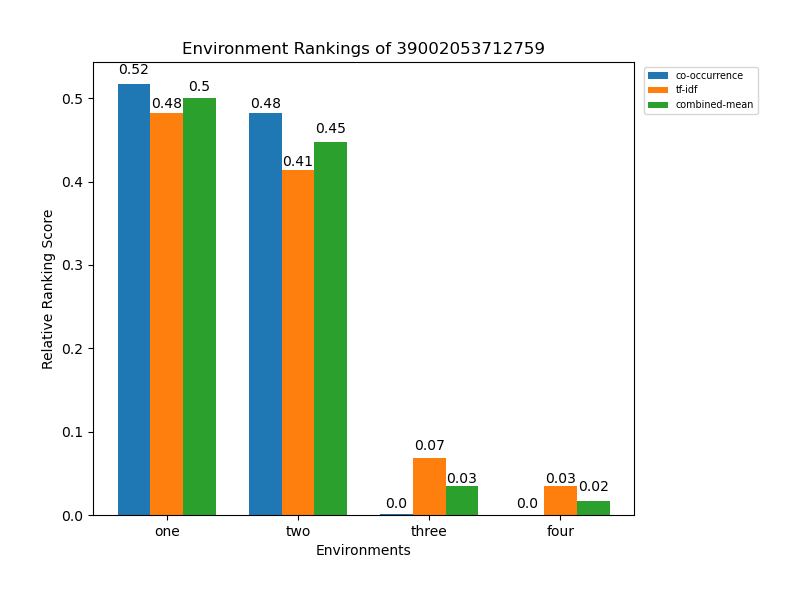 Environment Rankings of 39002053712759
co-occurrence
tf-idf
combined-mean
Relative Ranking Score
0.5
0.4
0.3
0.2
0.1
0.0
0.52
0.48
0.5
0.48
0.41
0.45
0.0
0.07
0.03
0.0
0.03
0.02
one two three four
Environments